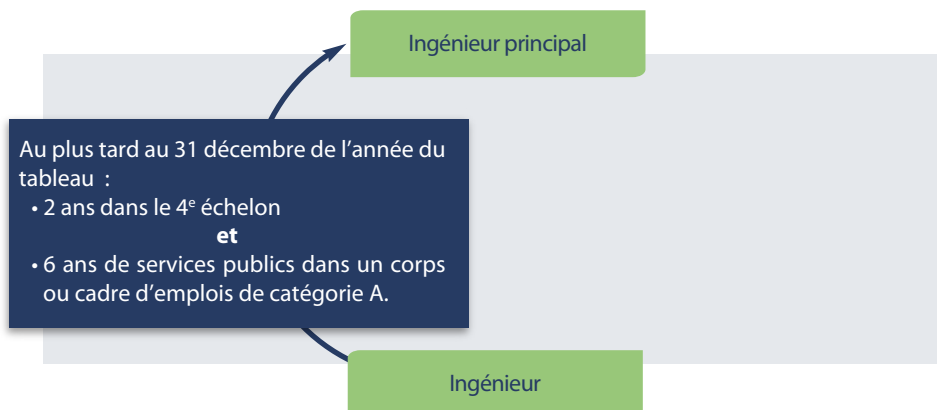 Ingénieur principal
Au plus tard au 31 décembre de l’année du
tableau :
• 2 ans dans le 4e échelon
et
• 6 ans de services publics dans un corps
ou cadre d’emplois de catégorie A.
Ingénieur